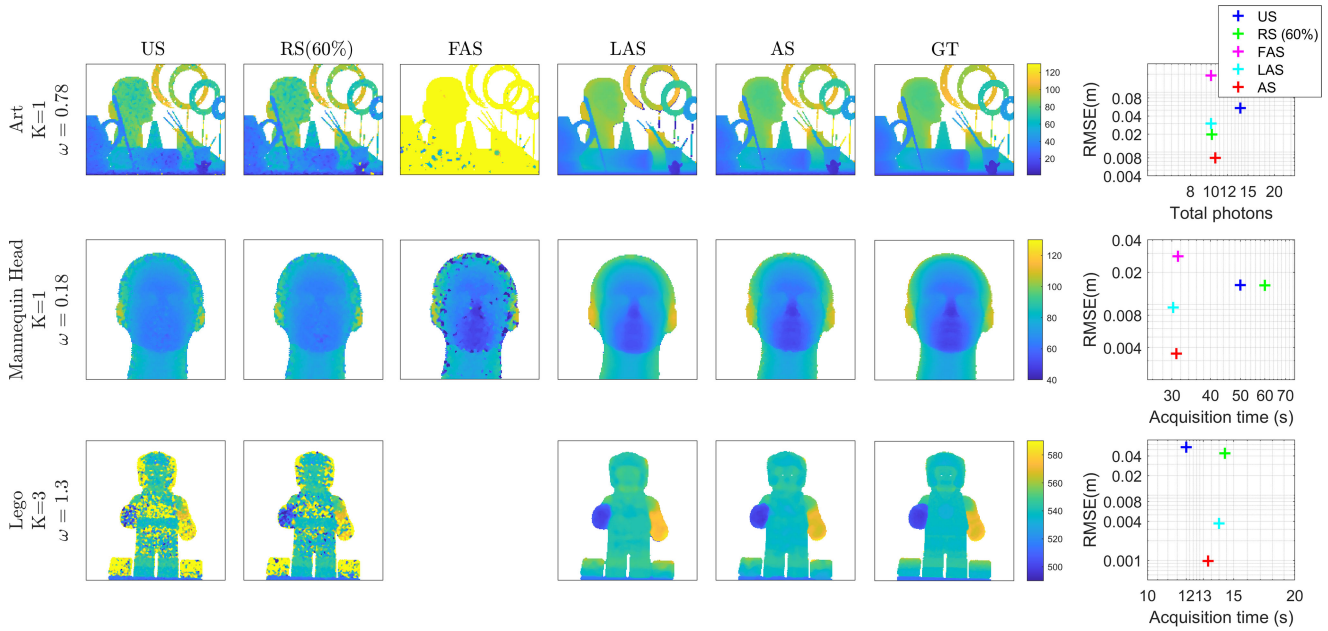 US RS(60%) FAS LAS AS GT
US
RS (60%)
FAS
LAS
AS
Art
K=1
ω = 0.78
120
100
80
60
40
20
RMSE(m)
0.08
0.04
0.02
0.008
0.004
8 10 12 15 20
Total photons
Mannequin Head
K=1
ω = 0.18
120
100
80
60
40
RMSE(m)
0.04
0.02
0.008
0.004
30 40 50 60 70
Acquisition time (s)
Lego
K=3
ω = 1.3
580
560
540
520
500
RMSE(m)
0.04
0.02
0.008
0.004
0.001
10 12 13 15 20
Acquisition time (s)